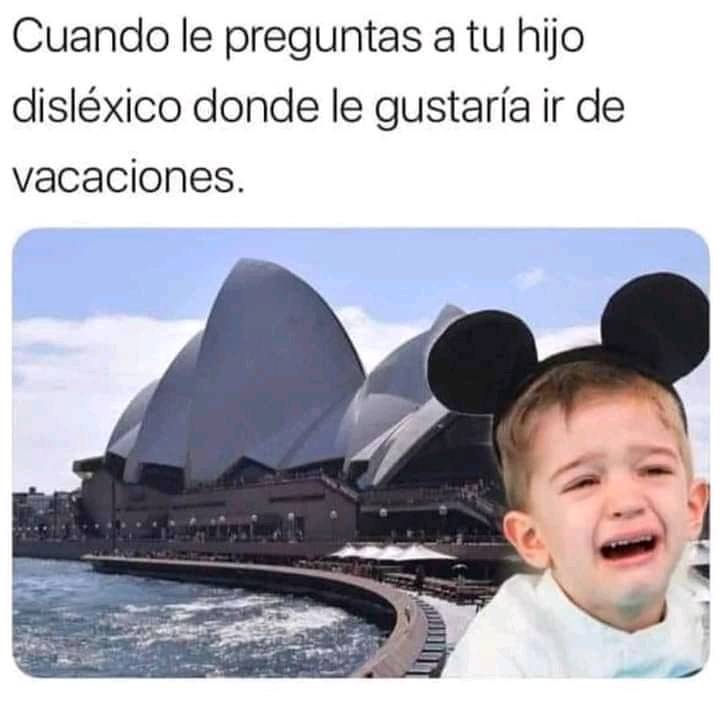 Cuando le preguntas a tu hijo
disléxico donde le gustaría ir de
vacaciones.